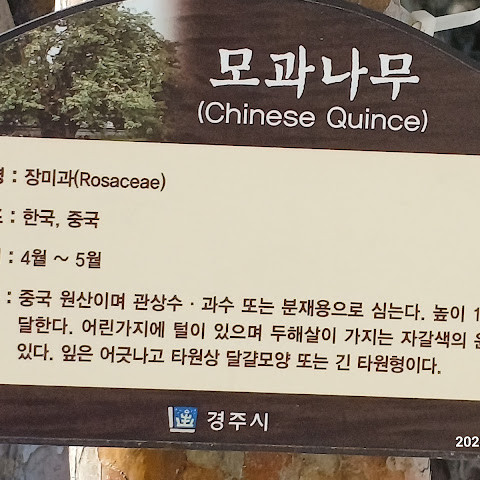 모과나무
(Chinese Quince)
: 장미과(Rosaceae)
: 한국, 중국
: 4월 ~ 5월
: 중국 원산이며 관상수 · 과수 또는 분재용으로 심는다. 높이 1
달한다. 어린가지에 털이 있으며 두해살이 가지는 자갈색의 윤
있다. 잎은 어긋나고 타원상 달걀모양 또는 긴 타원형이다.
경주시
202